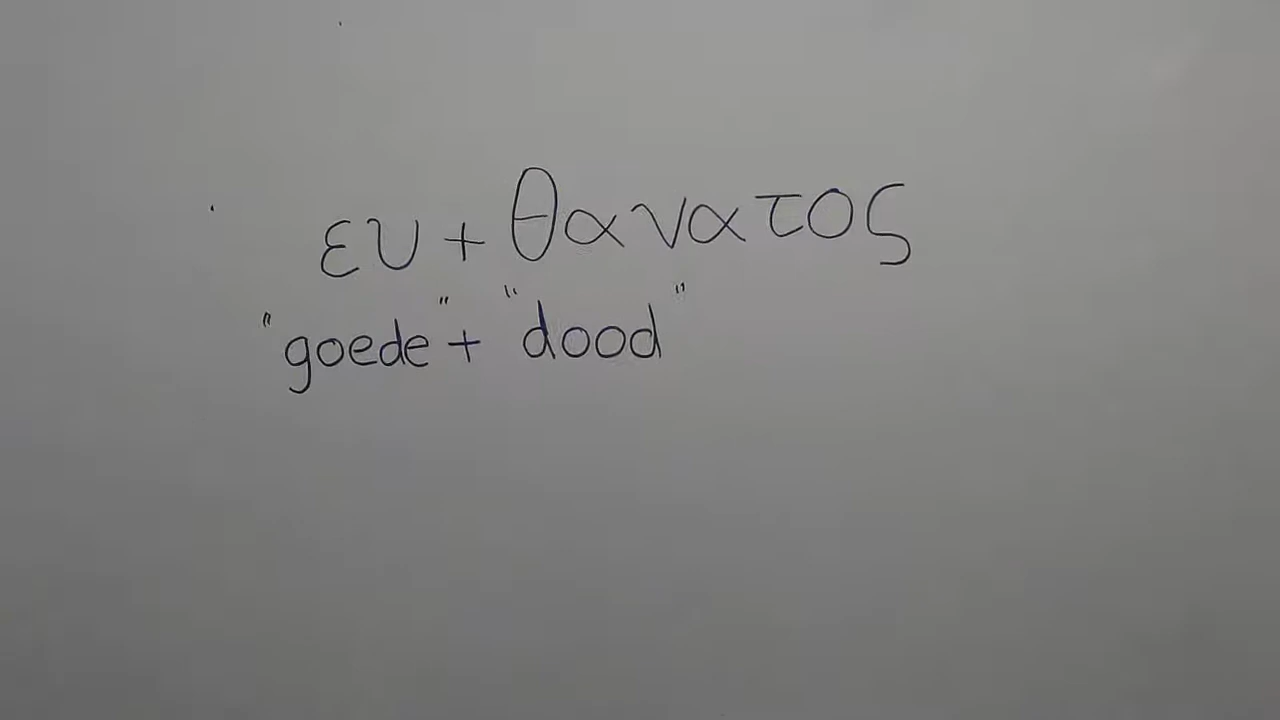 ευ + θανατος
"goede" + "dood"